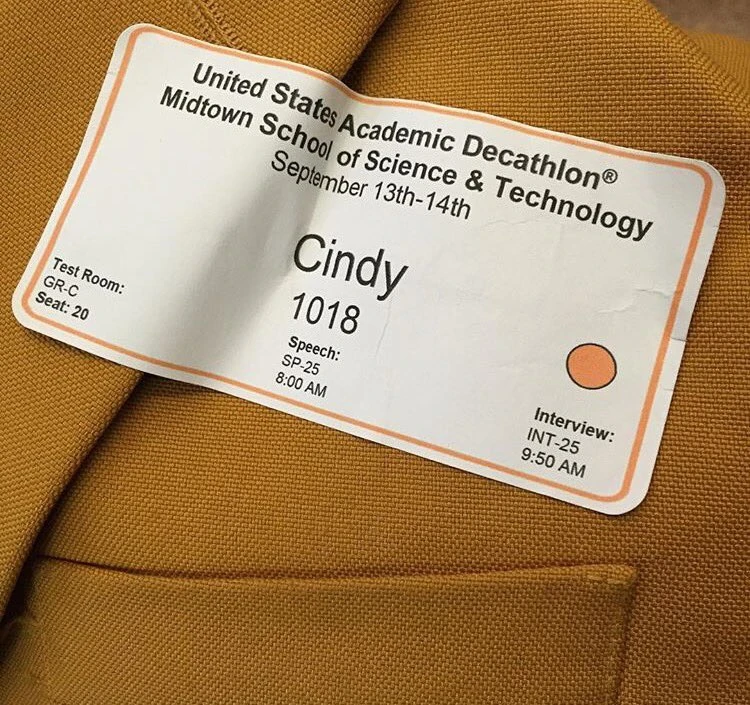 United States Academic Decathlon®
Midtown School of Science & Technology
September 13th-14th
Cindy
1018
Test Room:
GR-C
Seat: 20
Speech:
SP-25
8:00 AM
Interview:
INT-25
9:50 AM